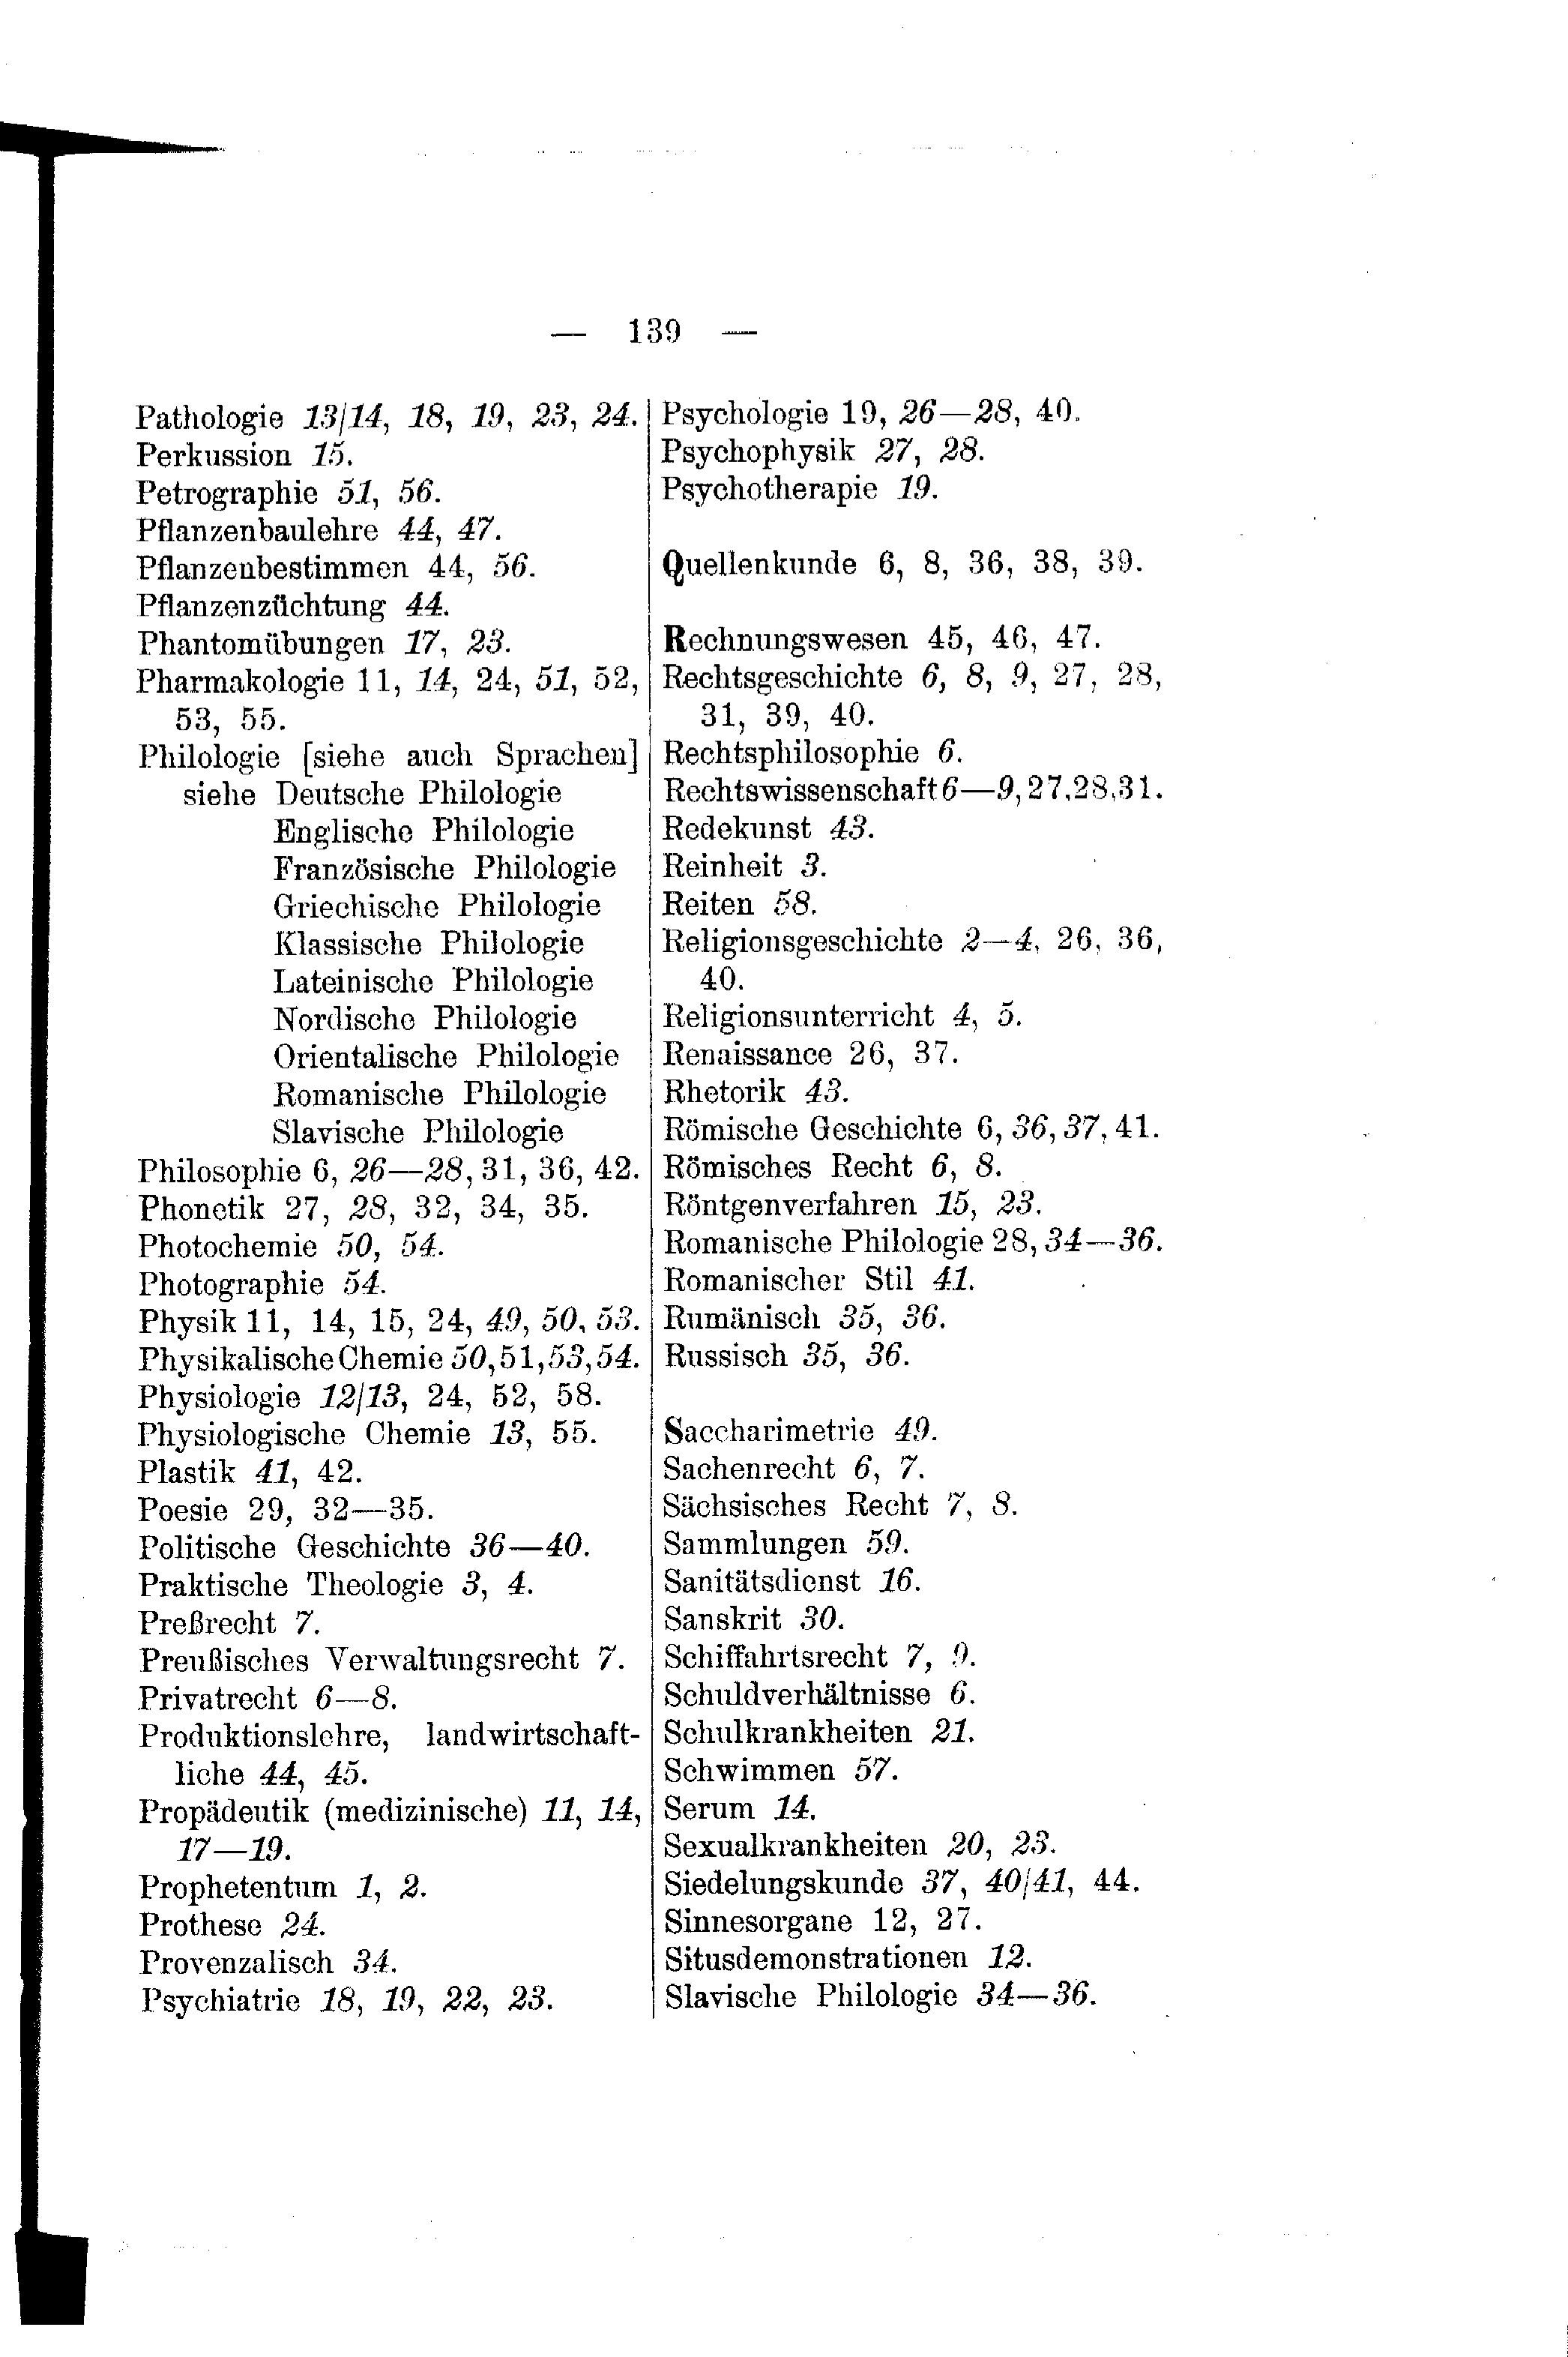 — 139 —
Pathologie 13/14, 18, 19, 23, 24.
Perkussion 15.
Petrographie 51, 56.
Pflanzenbaulehre 44, 47.
Pflanzenbestimmen 44, 56.
Pflanzenzüchtung 44.
Phantomübungen 17, 23.
Pharmakologie 11, 14, 24, 51, 52,
53, 55.
Philologie [siehe auch Sprachen]
siehe Deutsche Philologie
Englische Philologie
Französische Philologie
Griechische Philologie
Klassische Philologie
Lateinische Philologie
Nordische Philologie
Orientalische Philologie
Romanische Philologie
Slavische Philologie
Philosophie 6, 26—28, 31, 36, 42.
Phonetik 27, 28, 32, 34, 35.
Photochemie 50, 54.
Photographie 54.
Physik 11, 14, 15, 24, 49, 50, 53.
Physikalische Chemie 50, 51, 53, 54.
Physiologie 12/13, 24, 52, 58.
Physiologische Chemie 13, 55.
Plastik 41, 42.
Poesie 29, 32—35.
Politische Geschichte 36—40.
Praktische Theologie 3, 4.
Preßrecht 7.
Preußisches Verwaltungsrecht 7.
Privatrecht 6—8.
Produktionslehre, landwirtschaft-
liche 44, 45.
Propädeutik (medizinische) 11, 14,
17—19.
Prophetentum 1, 2.
Prothese 24.
Provenzalisch 34.
Psychiatrie 18, 19, 22, 23.
Psychologie 19, 26—28, 40.
Psychophysik 27, 28.
Psychotherapie 19.
Quellenkunde 6, 8, 36, 38, 39.
Rechnungswesen 45, 46, 47.
Rechtsgeschichte 6, 8, 9, 27, 28,
31, 39, 40.
Rechtsphilosophie 6.
Rechtswissenschaft 6—9, 27, 28, 31.
Redekunst 43.
Reinheit 3.
Reiten 58.
Religionsgeschichte 2—4, 26, 36,
40.
Religionsunterricht 4, 5.
Renaissance 26, 37.
Rhetorik 43.
Römische Geschichte 6, 36, 37, 41.
Römisches Recht 6, 8.
Röntgenverfahren 15, 23.
Romanische Philologie 28, 34—36.
Romanischer Stil 41.
Rumänisch 35, 36.
Russisch 35, 36.
Saccharimetrie 49.
Sachenrecht 6, 7.
Sächsisches Recht 7, 8.
Sammlungen 59.
Sanitätsdienst 16.
Sanskrit 30.
Schiffahrtsrecht 7, 9.
Schuldverhältnisse 6.
Schulkrankheiten 21.
Schwimmen 57.
Serum 14.
Sexualkrankheiten 20, 23.
Siedelungskunde 37, 40/41, 44.
Sinnesorgane 12, 27.
Situsdemonstrationen 12.
Slavische Philologie 34—36.